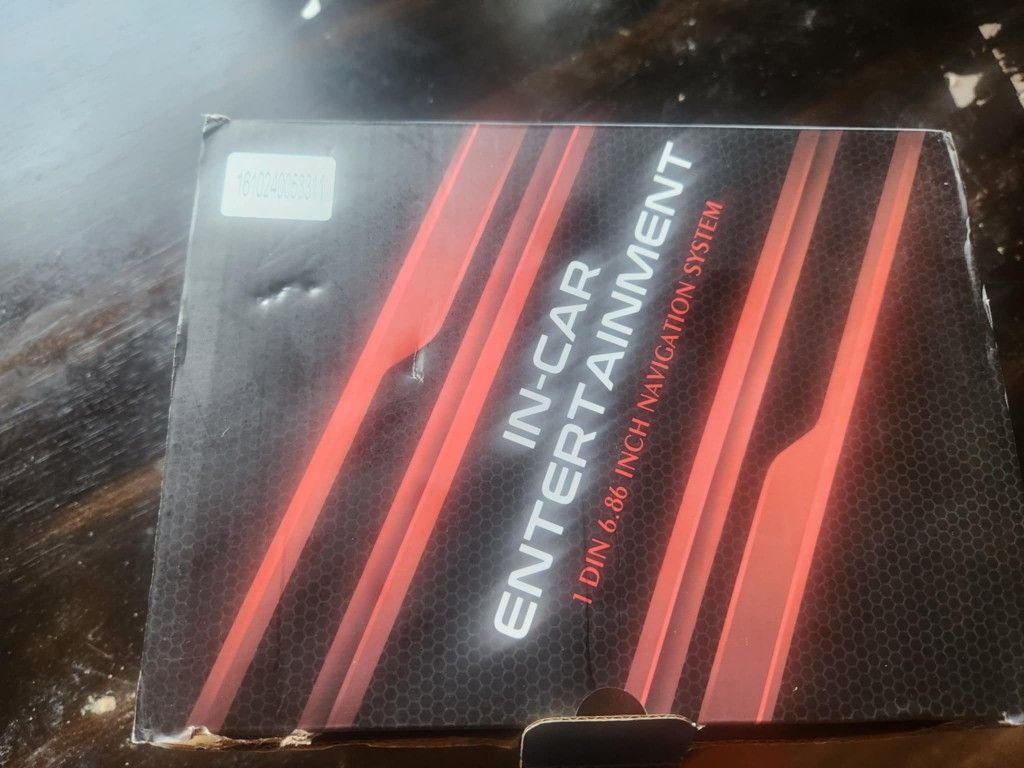 IN-CAR
ENTERTAINMENT
1 DIN 6.86 INCH NAVIGATION SYSTEM